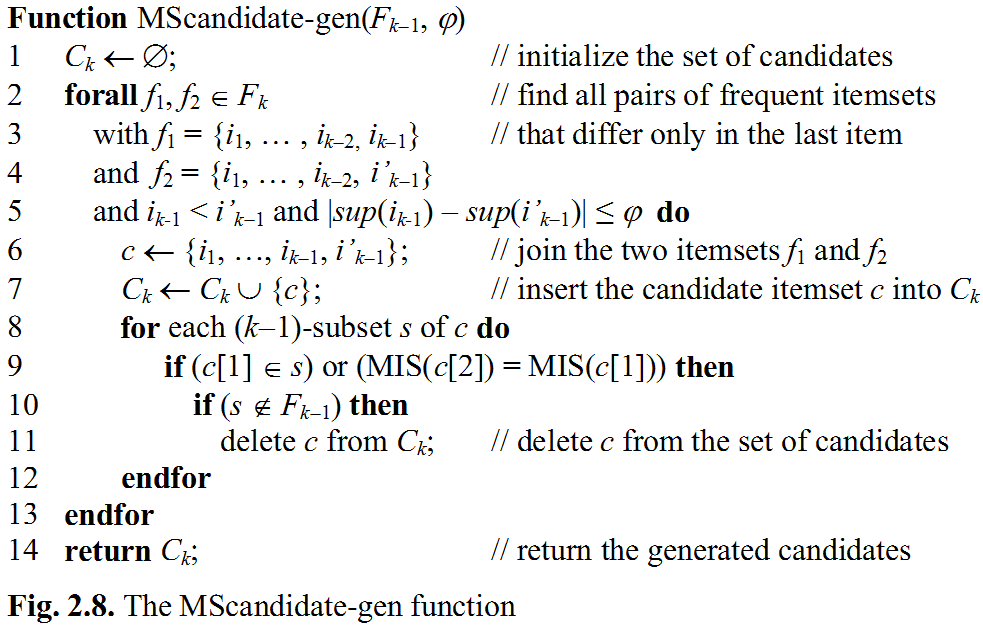 Function MScandidate-gen(Fk–1, φ)
1 Ck ← ∅; // initialize the set of candidates
2 forall f1, f2 ∈ Fk // find all pairs of frequent itemsets
3 with f1 = {i1, … , ik–2, ik–1} // that differ only in the last item
4 and f2 = {i1, … , ik–2, i’k–1}
5 and ik-1 < i’k–1 and |sup(ik-1) – sup(i’k–1)| ≤ φ do
6 c ← {i1, …, ik–1, i’k–1}; // join the two itemsets f1 and f2
7 Ck ← Ck ∪ {c}; // insert the candidate itemset c into Ck
8 for each (k–1)-subset s of c do
9 if (c[1] ∈ s) or (MIS(c[2]) = MIS(c[1])) then
10 if (s ∉ Fk–1) then
11 delete c from Ck; // delete c from the set of candidates
12 endfor
13 endfor
14 return Ck; // return the generated candidates
Fig. 2.8. The MScandidate-gen function